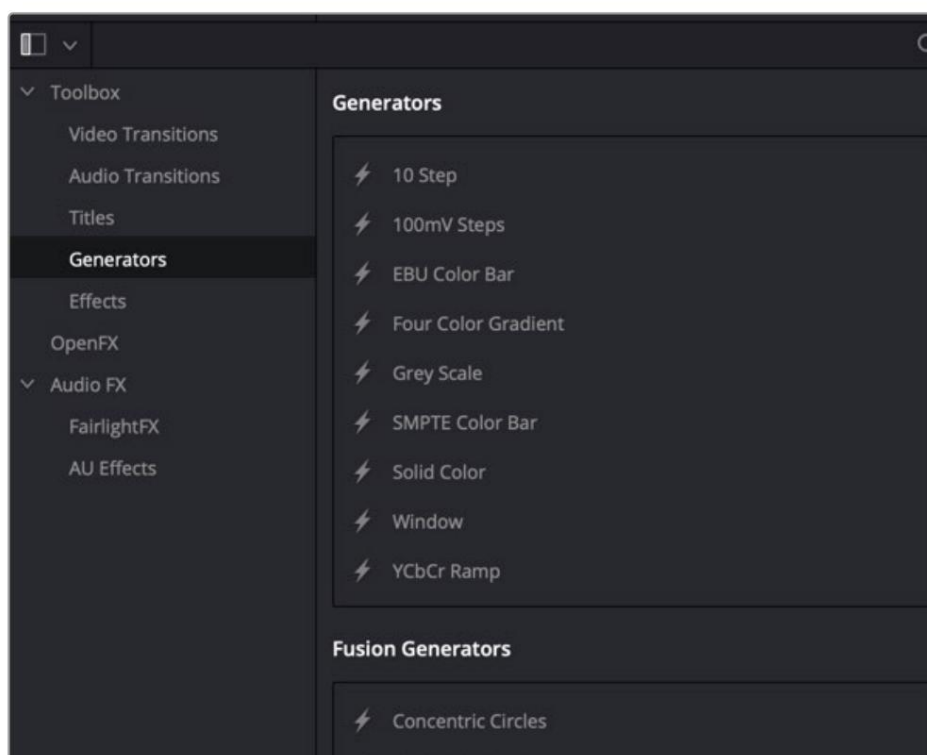 Toolbox
Video Transitions
Audio Transitions
Titles
Generators
Effects
OpenFX
Audio FX
FairlightFX
AU Effects
Generators
10 Step
100mV Steps
EBU Color Bar
Four Color Gradient
Grey Scale
SMPTE Color Bar
Solid Color
Window
YCbCr Ramp
Fusion Generators
Concentric Circles